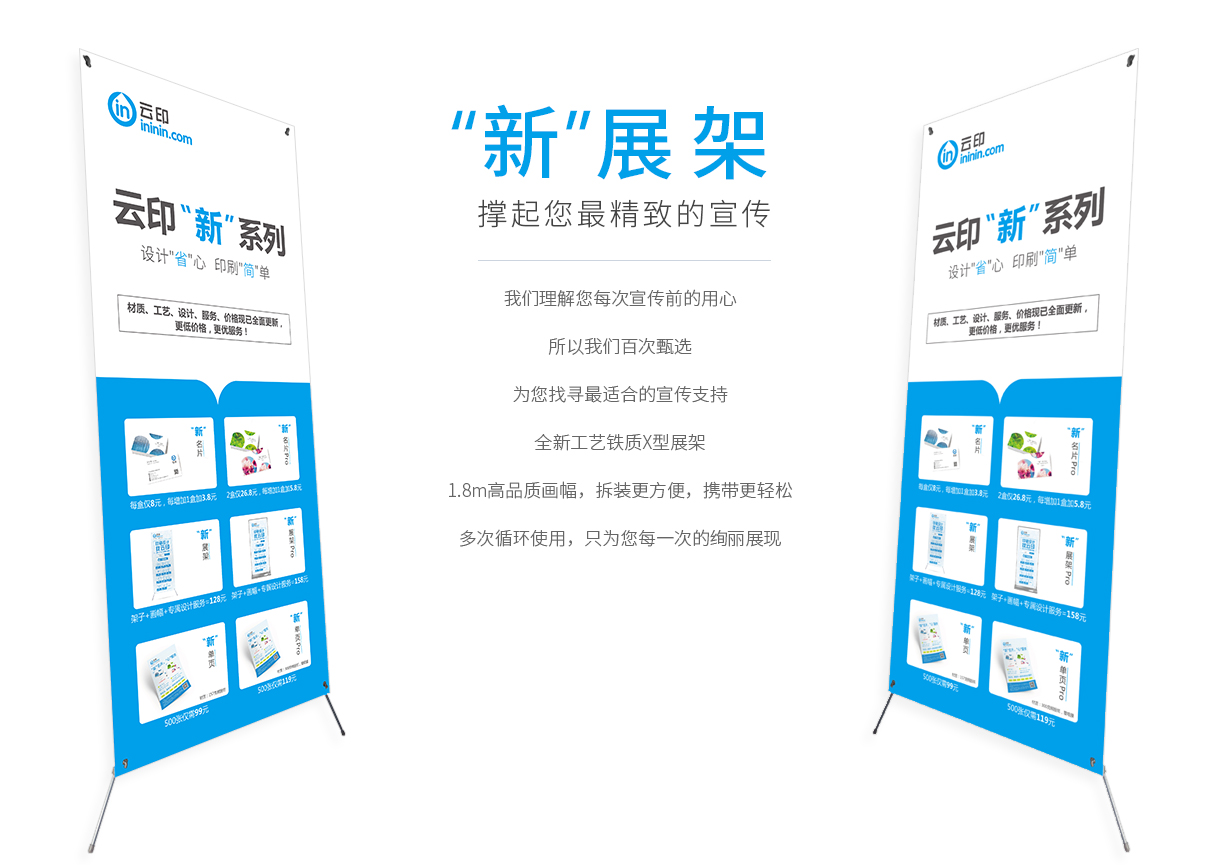 云印
ininin.com
云印“新”系列
设计"省"心 印刷"简"单
材质、工艺、设计、服务、价格现已全面更新，
更低价格，更优服务！
“新”名片
每盒仅8元，每增加1盒加3.8元
“新”名片Pro
2盒仅26.8元，每增加1盒加5.8元
“新”展架
架子+画幅+专属设计服务=128元
“新”展架Pro
架子+画幅+专属设计服务=158元
“新”单页
500张仅需99元
“新”单页Pro
500张仅需119元
“新”展架
撑起您最精致的宣传
我们理解您每次宣传前的用心
所以我们百次甄选
为您找寻最适合的宣传支持
全新工艺铁质X型展架
1.8m高品质画幅，拆装更方便，携带更轻松
多次循环使用，只为您每一次的绚丽展现
云印
ininin.com
云印“新”系列
设计"省"心 印刷"简"单
材质、工艺、设计、服务、价格现已全面更新，
更低价格，更优服务！
“新”名片
每盒仅8元，每增加1盒加3.8元
“新”名片Pro
2盒仅26.8元，每增加1盒加5.8元
“新”展架
架子+画幅+专属设计服务=128元
“新”展架Pro
架子+画幅+专属设计服务=158元
“新”单页
500张仅需99元
“新”单页Pro
500张仅需119元